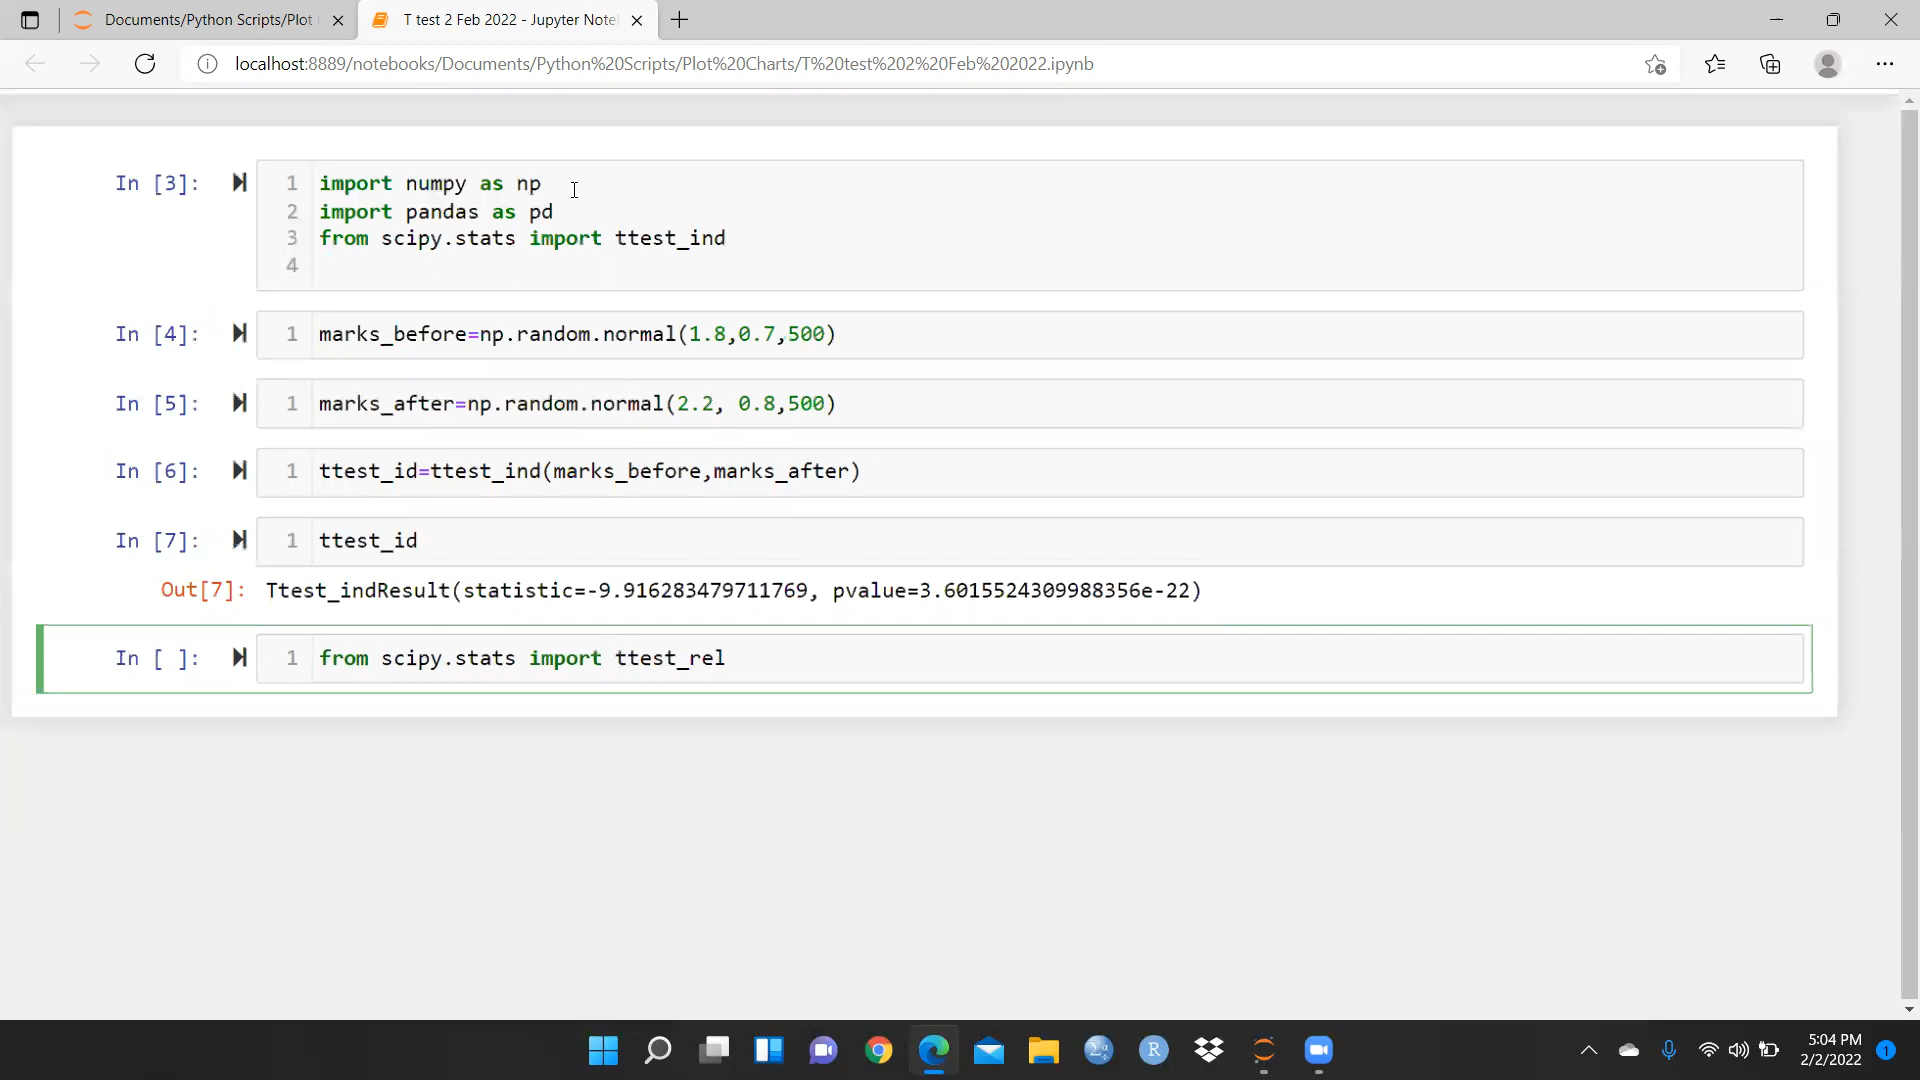 Documents/Python Scripts/Plot
T test 2 Feb 2022 - Jupyter Note
localhost:8889/notebooks/Documents/Python%20Scripts/Plot%20Charts/T%20test%202%20Feb%202022.ipynb
In [3]:
1 import numpy as np
2 import pandas as pd
3 from scipy.stats import ttest_ind
4
In [4]: 1 marks_before=np.random.normal(1.8,0.7,500)
In [5]: 1 marks_after=np.random.normal(2.2, 0.8,500)
In [6]: 1 ttest_id=ttest_ind(marks_before,marks_after)
In [7]: 1 ttest_id
Out[7]: Ttest_indResult(statistic=-9.916283479711769, pvalue=3.6015524309988356e-22)
In [ ]: 1 from scipy.stats import ttest_rel
Σα
R
5:04 PM
2/2/2022
1